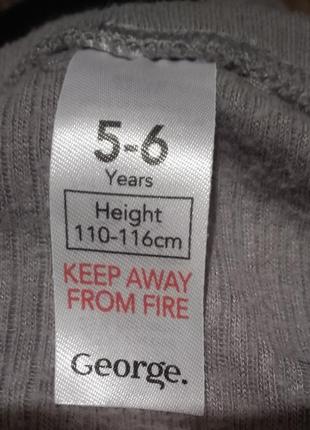 5-6
Years
Height
110-116cm
KEEP AWAY
FROM FIRE
George.